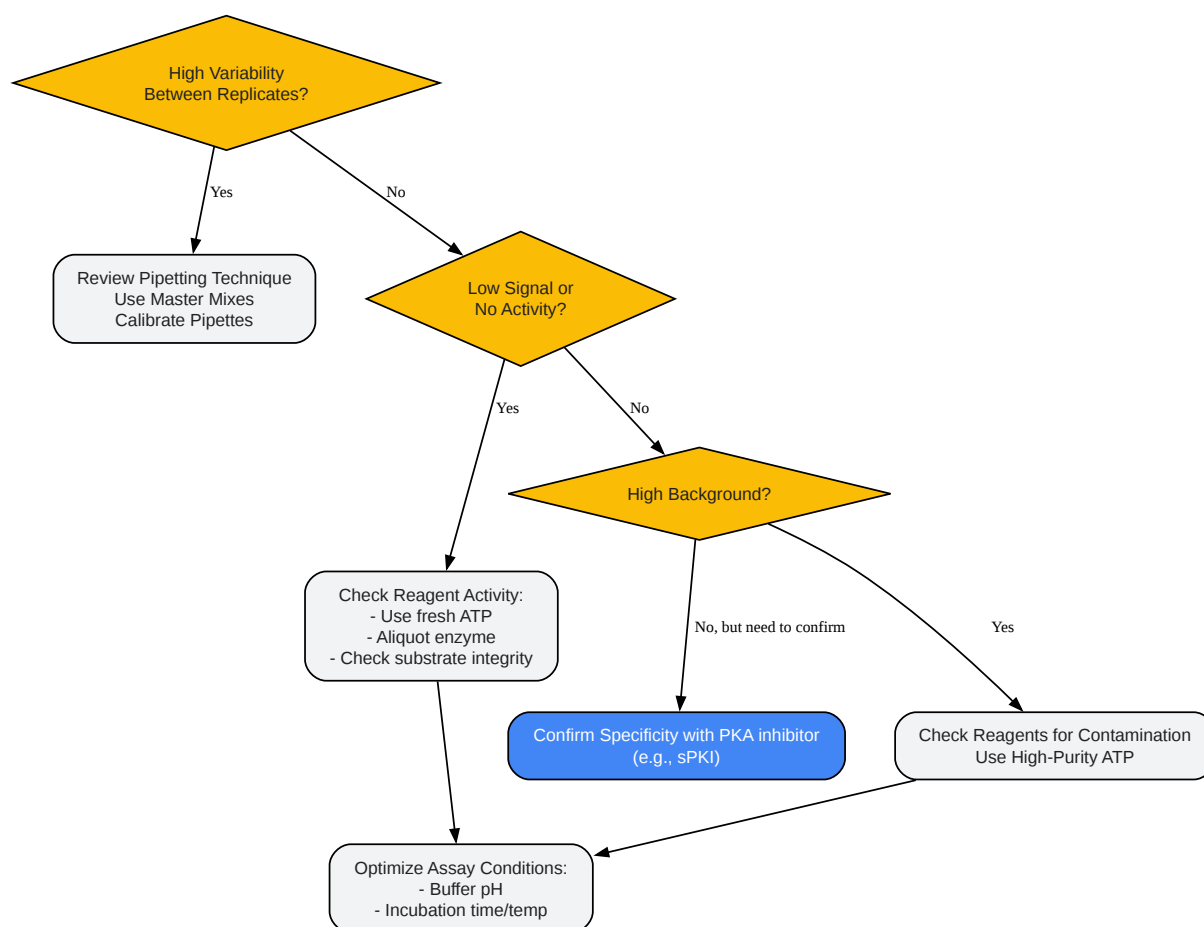 High Variability
Between Replicates?
Yes
No
Review Pipetting Technique
Use Master Mixes
Calibrate Pipettes
Low Signal or
No Activity?
Yes
No
High Background?
Check Reagent Activity:
- Use fresh ATP
- Aliquot enzyme
- Check substrate integrity
No, but need to confirm
Yes
Confirm Specificity with PKA inhibitor
(e.g., sPKI)
Check Reagents for Contamination
Use High-Purity ATP
Optimize Assay Conditions:
- Buffer pH
- Incubation time/temp